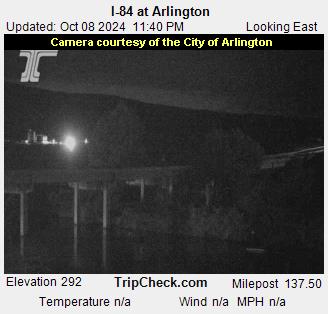 I-84 at Arlington
Updated: Oct 08 2024 11:40 PM Looking East
Camera courtesy of the City of Arlington
Elevation 292 TripCheck.com Milepost 137.50
Temperature n/a Wind n/a MPH n/a